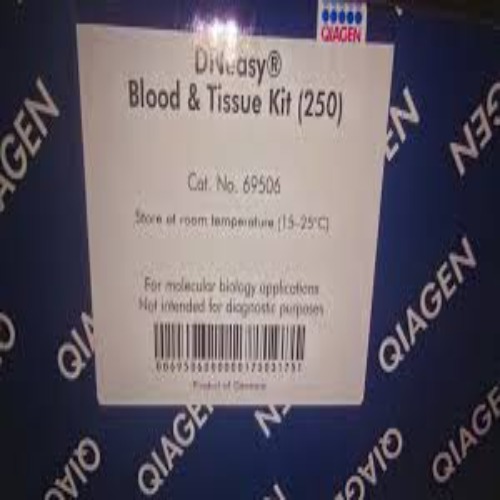 QIAGEN
DNeasy®
Blood & Tissue Kit (250)
Cat. No. 69506
Store at room temperature (15–25°C)
For molecular biology applications
Not intended for diagnostic purposes
Product of Germany
QIAGEN
QIAGEN
QIAGEN
QIAGEN
QIAGEN